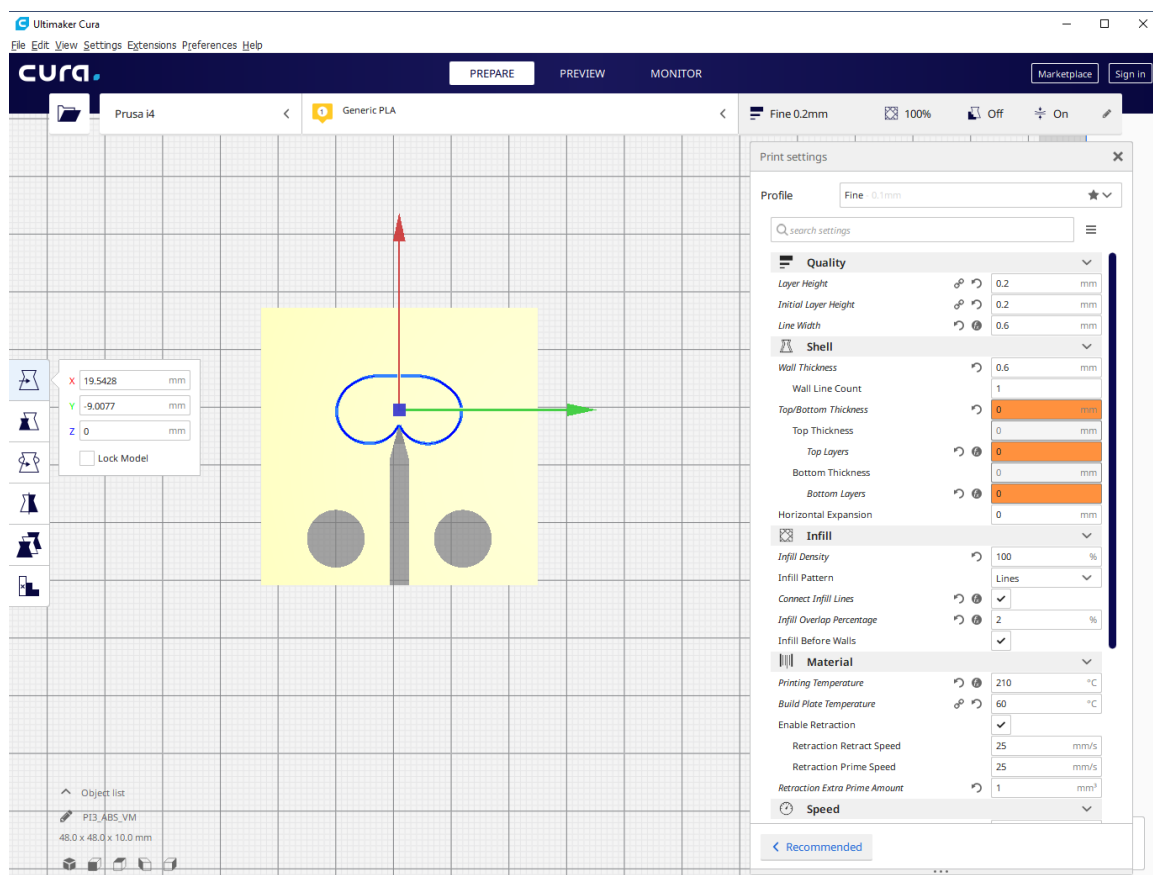 Ultimaker Cura
File Edit View Settings Extensions Preferences Help
cura.
PREPARE PREVIEW MONITOR
Marketplace Sign in
Prusa i4
1 Generic PLA
Fine 0.2mm 100% Off On
Print settings
Profile Fine - 0.1mm
search settings
Quality
Layer Height 0.2 mm
Initial Layer Height 0.2 mm
Line Width 0.6 mm
Shell
Wall Thickness 0.6 mm
Wall Line Count 1
Top/Bottom Thickness 0 mm
Top Thickness 0 mm
Top Layers 0
Bottom Thickness 0 mm
Bottom Layers 0
Horizontal Expansion 0 mm
Infill
Infill Density 100 %
Infill Pattern Lines
Connect Infill Lines
Infill Overlap Percentage 2 %
Infill Before Walls
Material
Printing Temperature 210 °C
Build Plate Temperature 60 °C
Enable Retraction
Retraction Retract Speed 25 mm/s
Retraction Prime Speed 25 mm/s
Retraction Extra Prime Amount 1 mm³
Speed
Recommended
X 19.5428 mm
Y -9.0077 mm
Z 0 mm
Lock Model
Object list
PI3_ABS_VM
48.0 x 48.0 x 10.0 mm